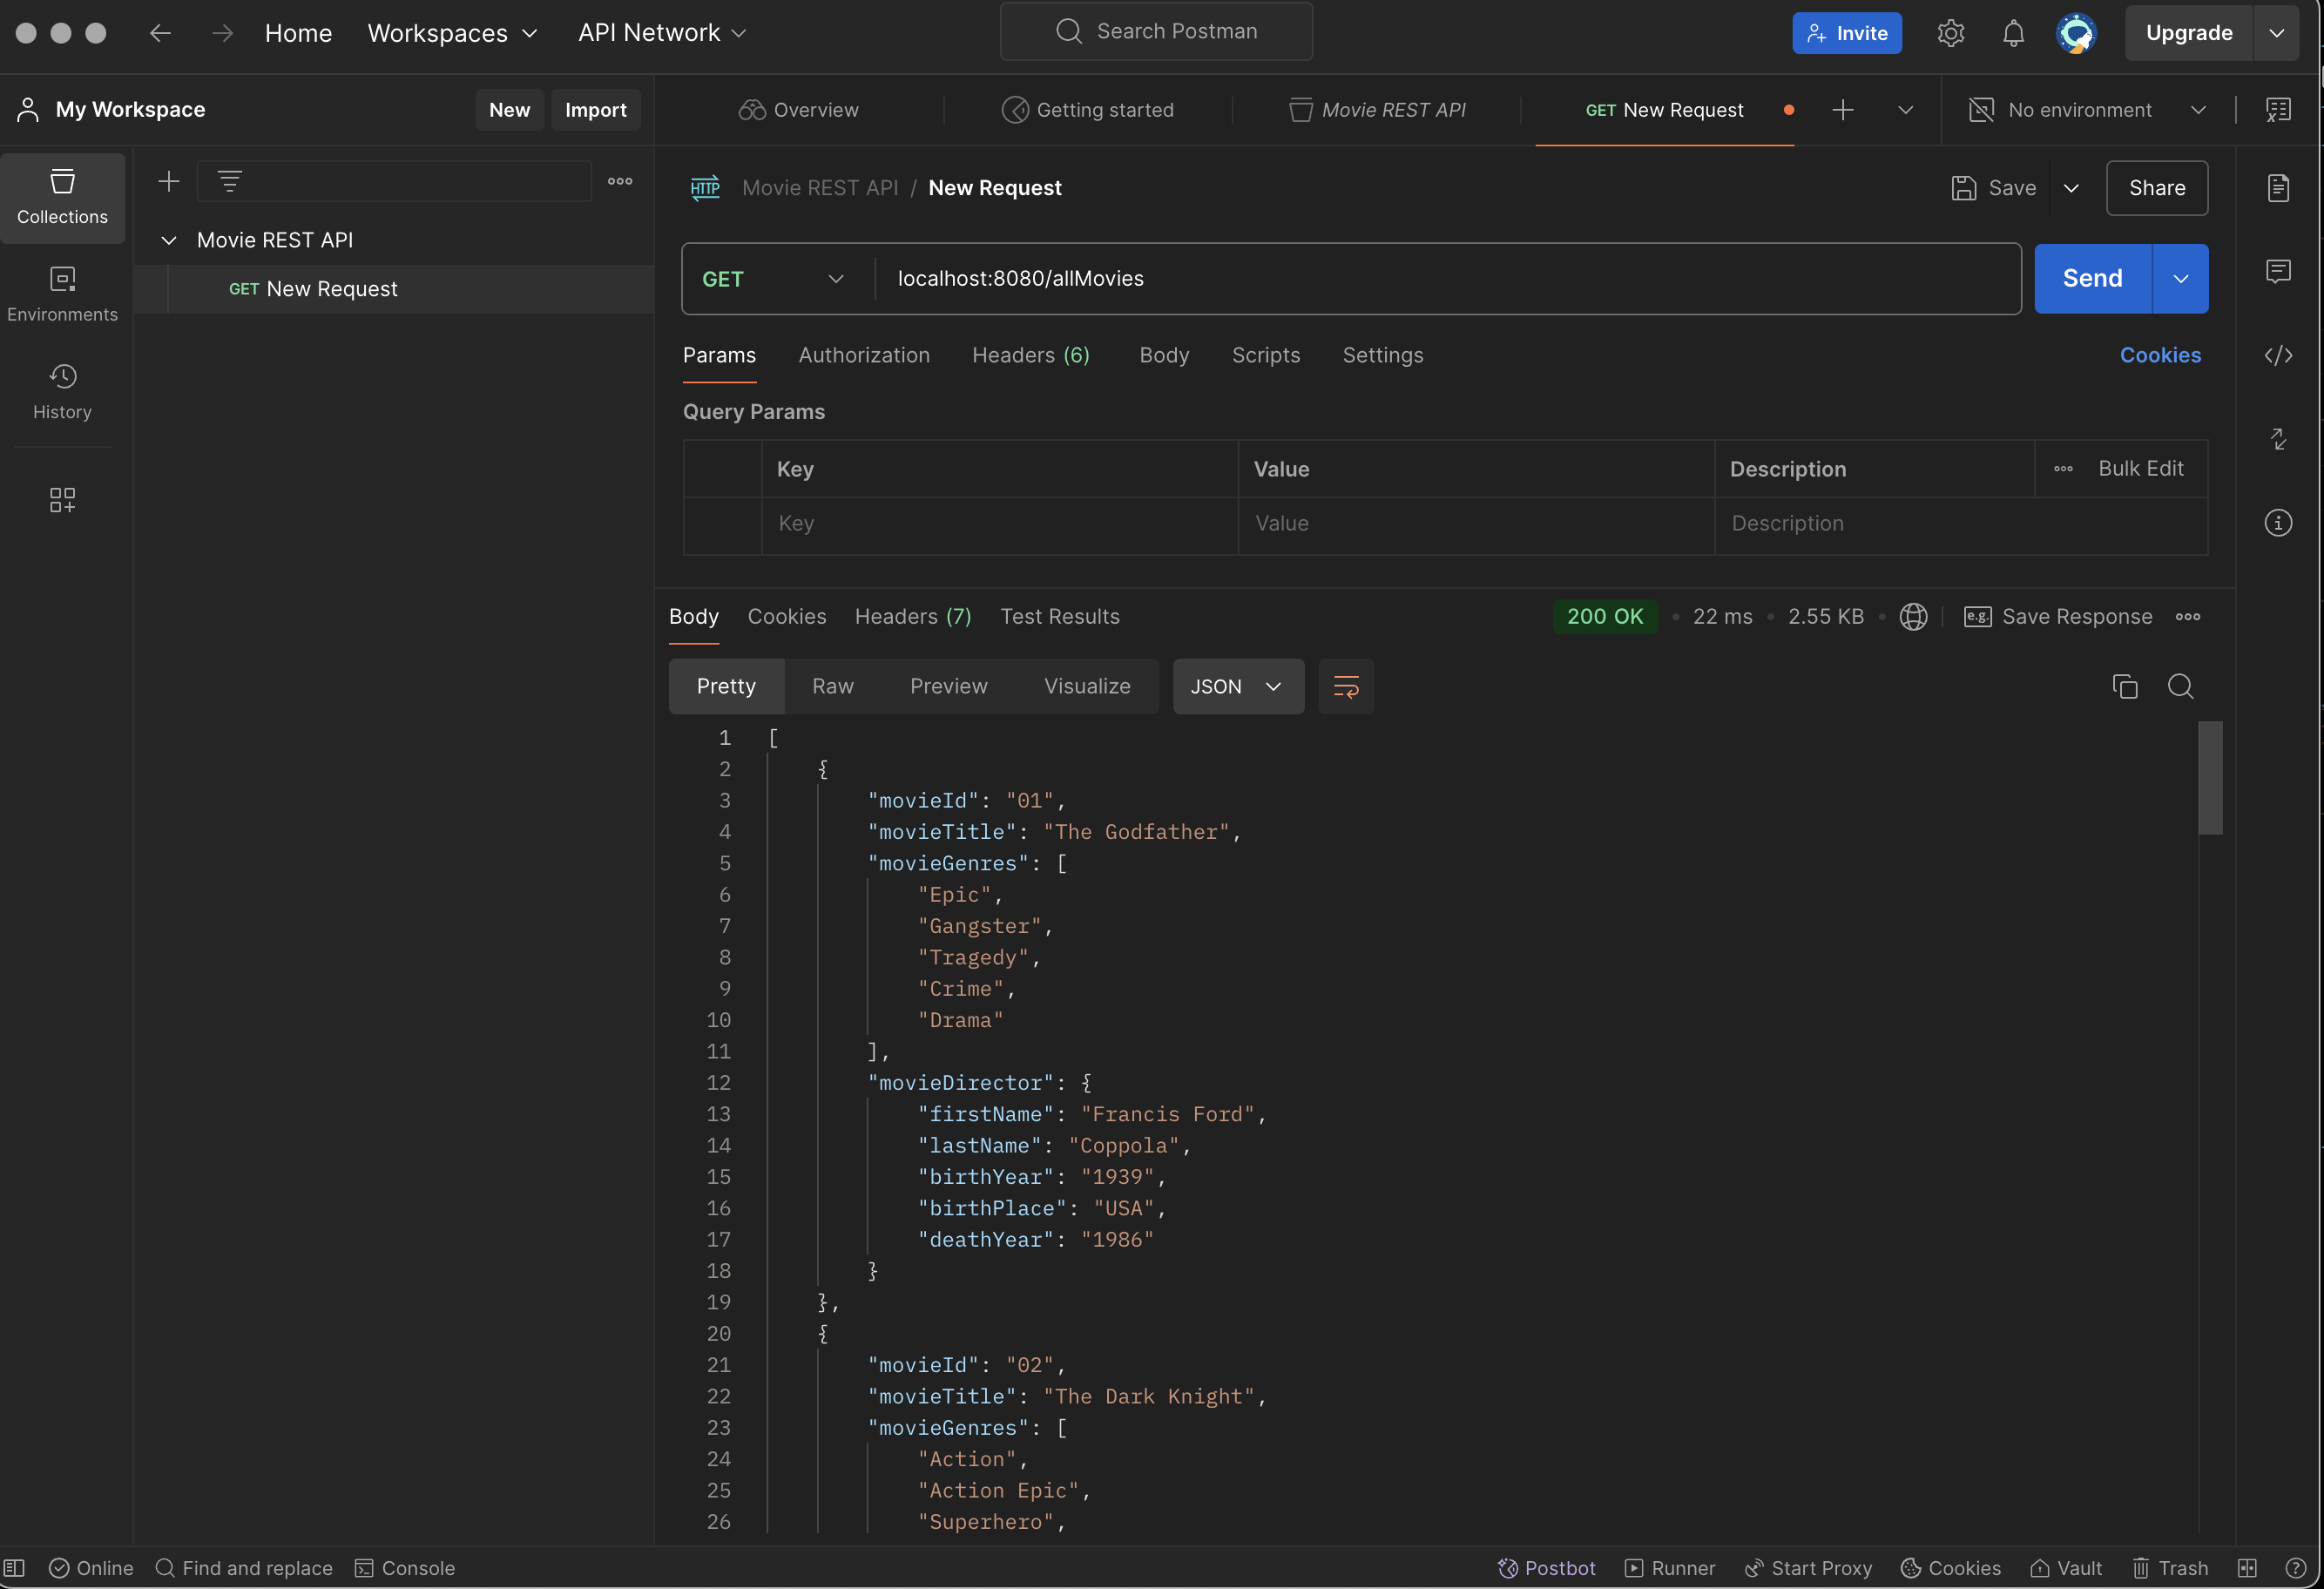 Home Workspaces API Network Search Postman Invite Upgrade
My Workspace New Import Overview Getting started Movie REST API GET New Request No environment
Collections
Environments
History
Movie REST API
GET New Request
HTTP Movie REST API / New Request Save Share
GET localhost:8080/allMovies Send
Params Authorization Headers (6) Body Scripts Settings Cookies
Query Params
Key Value Description Bulk Edit
Key Value Description
Body Cookies Headers (7) Test Results 200 OK • 22 ms • 2.55 KB • e.g. Save Response
Pretty Raw Preview Visualize JSON
1 [
2 {
3 "movieId": "01",
4 "movieTitle": "The Godfather",
5 "movieGenres": [
6 "Epic",
7 "Gangster",
8 "Tragedy",
9 "Crime",
10 "Drama"
11 ],
12 "movieDirector": {
13 "firstName": "Francis Ford",
14 "lastName": "Coppola",
15 "birthYear": "1939",
16 "birthPlace": "USA",
17 "deathYear": "1986"
18 }
19 },
20 {
21 "movieId": "02",
22 "movieTitle": "The Dark Knight",
23 "movieGenres": [
24 "Action",
25 "Action Epic",
26 "Superhero",
Online Find and replace Console Postbot Runner Start Proxy Cookies Vault Trash